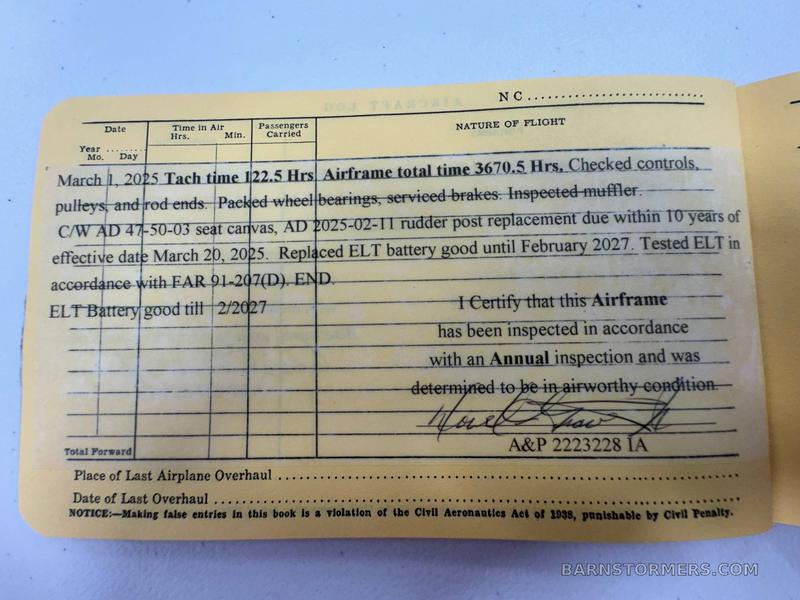 NC
Date
Time in Air
Hrs. Min.
Passengers
Carried
NATURE OF FLIGHT
Year
Mo. Day
March 1, 2025 Tach time 122.5 Hrs Airframe total time 3670.5 Hrs. Checked controls,
pulleys, and rod ends. Packed wheel bearings, serviced brakes. Inspected muffler.
C/W AD 47-50-03 seat canvas, AD 2025-02-11 rudder post replacement due within 10 years of
effective date March 20, 2025. Replaced ELT battery good until February 2027. Tested ELT in
accordance with FAR 91-207(D). END.
ELT Battery good till 2/2027
I Certify that this Airframe
has been inspected in accordance
with an Annual inspection and was
determined to be in airworthy condition.
A&P 2223228 IA
Total Forward
Place of Last Airplane Overhaul
Date of Last Overhaul
NOTICE:—Making false entries in this book is a violation of the Civil Aeronautics Act of 1938, punishable by Civil Penalty.
BARNSTORMERS.COM